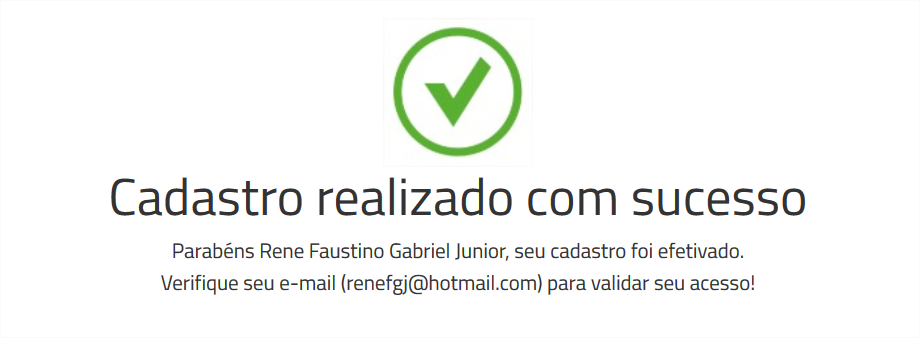 Cadastro realizado com sucesso
Parabéns Rene Faustino Gabriel Junior, seu cadastro foi efetivado.
Verifique seu e-mail (renefgj@hotmail.com) para validar seu acesso!